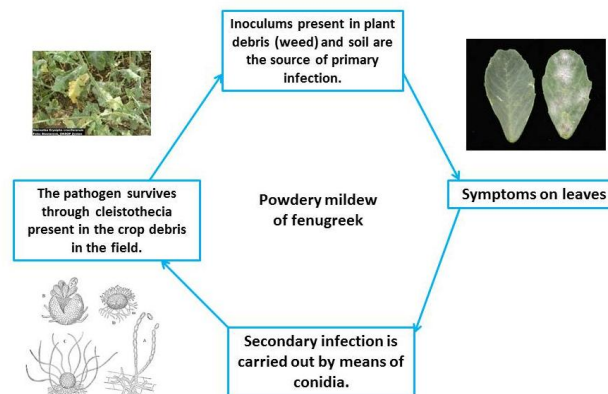 Inoculums present in plant
debris (weed) and soil are
the source of primary
infection.
The pathogen survives
through cleistothecia
present in the crop debris
in the field.
Powdery mildew
of fenugreek
Symptoms on leaves
Secondary infection is
carried out by means of
conidia.